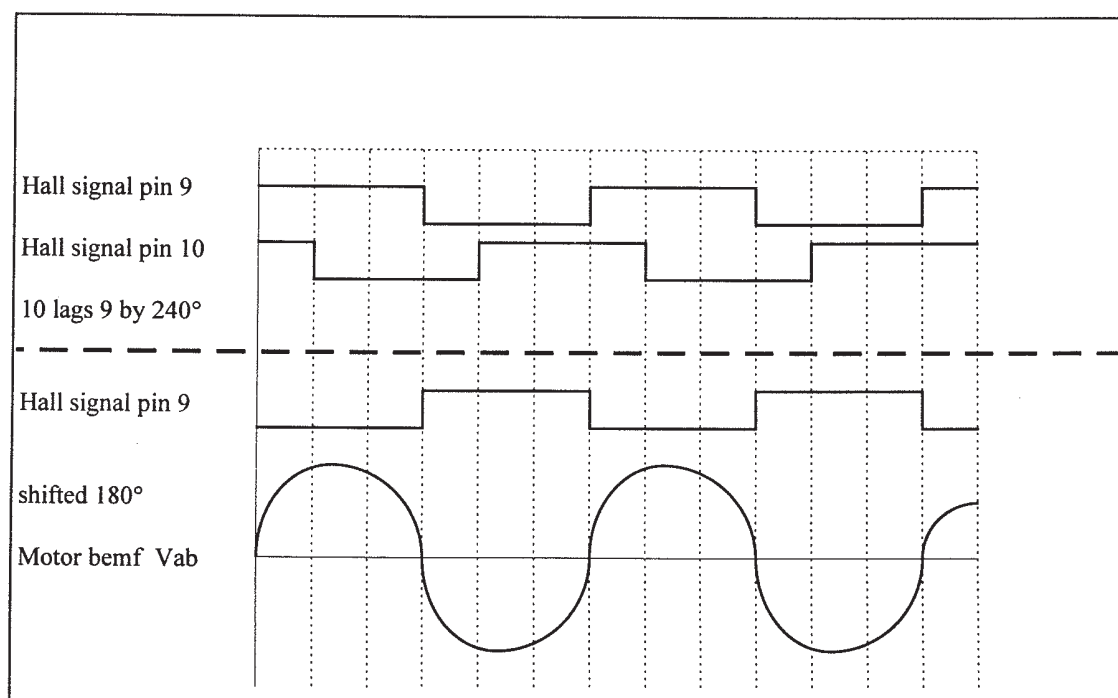 Hall signal pin 9
Hall signal pin 10
10 lags 9 by 240°
Hall signal pin 9
shifted 180°
Motor bemf Vab